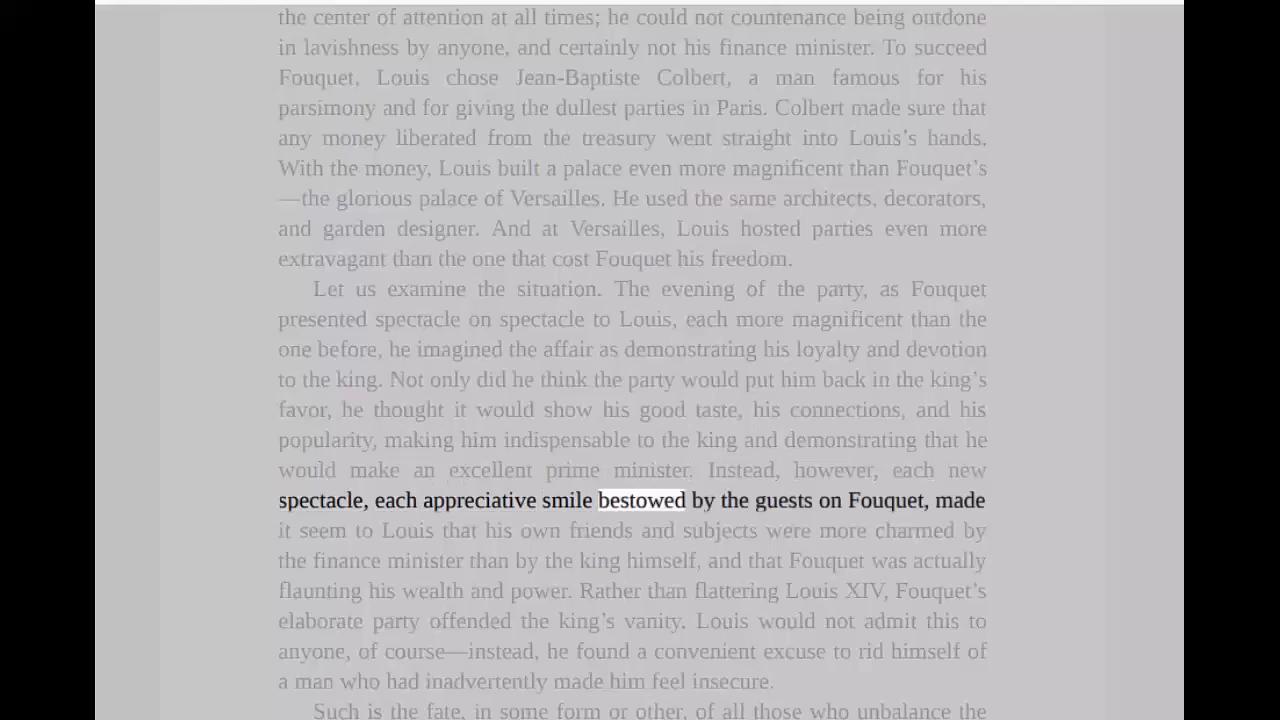 the center of attention at all times; he could not countenance being outdone
in lavishness by anyone, and certainly not his finance minister. To succeed
Fouquet, Louis chose Jean-Baptiste Colbert, a man famous for his
parsimony and for giving the dullest parties in Paris. Colbert made sure that
any money liberated from the treasury went straight into Louis’s hands.
With the money, Louis built a palace even more magnificent than Fouquet’s
—the glorious palace of Versailles. He used the same architects, decorators,
and garden designer. And at Versailles, Louis hosted parties even more
extravagant than the one that cost Fouquet his freedom.
Let us examine the situation. The evening of the party, as Fouquet
presented spectacle on spectacle to Louis, each more magnificent than the
one before, he imagined the affair as demonstrating his loyalty and devotion
to the king. Not only did he think the party would put him back in the king’s
favor, he thought it would show his good taste, his connections, and his
popularity, making him indispensable to the king and demonstrating that he
would make an excellent prime minister. Instead, however, each new
spectacle, each appreciative smile bestowed by the guests on Fouquet, made
it seem to Louis that his own friends and subjects were more charmed by
the finance minister than by the king himself, and that Fouquet was actually
flaunting his wealth and power. Rather than flattering Louis XIV, Fouquet’s
elaborate party offended the king’s vanity. Louis would not admit this to
anyone, of course—instead, he found a convenient excuse to rid himself of
a man who had inadvertently made him feel insecure.
Such is the fate, in some form or other, of all those who unbalance the